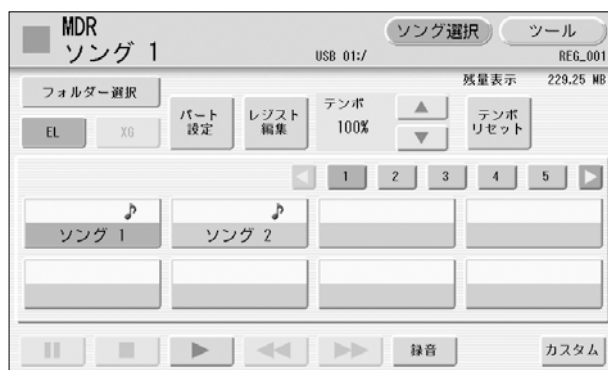 MDR
ソング 1
USB 01:/
ソング選択
ツール
REG_001
残量表示 229.25 MB
フォルダー選択
EL
XG
パート
設定
レジスト
編集
テンポ
100%
テンポ
リセット
1 2 3 4 5
ソング 1
ソング 2
録音
カスタム